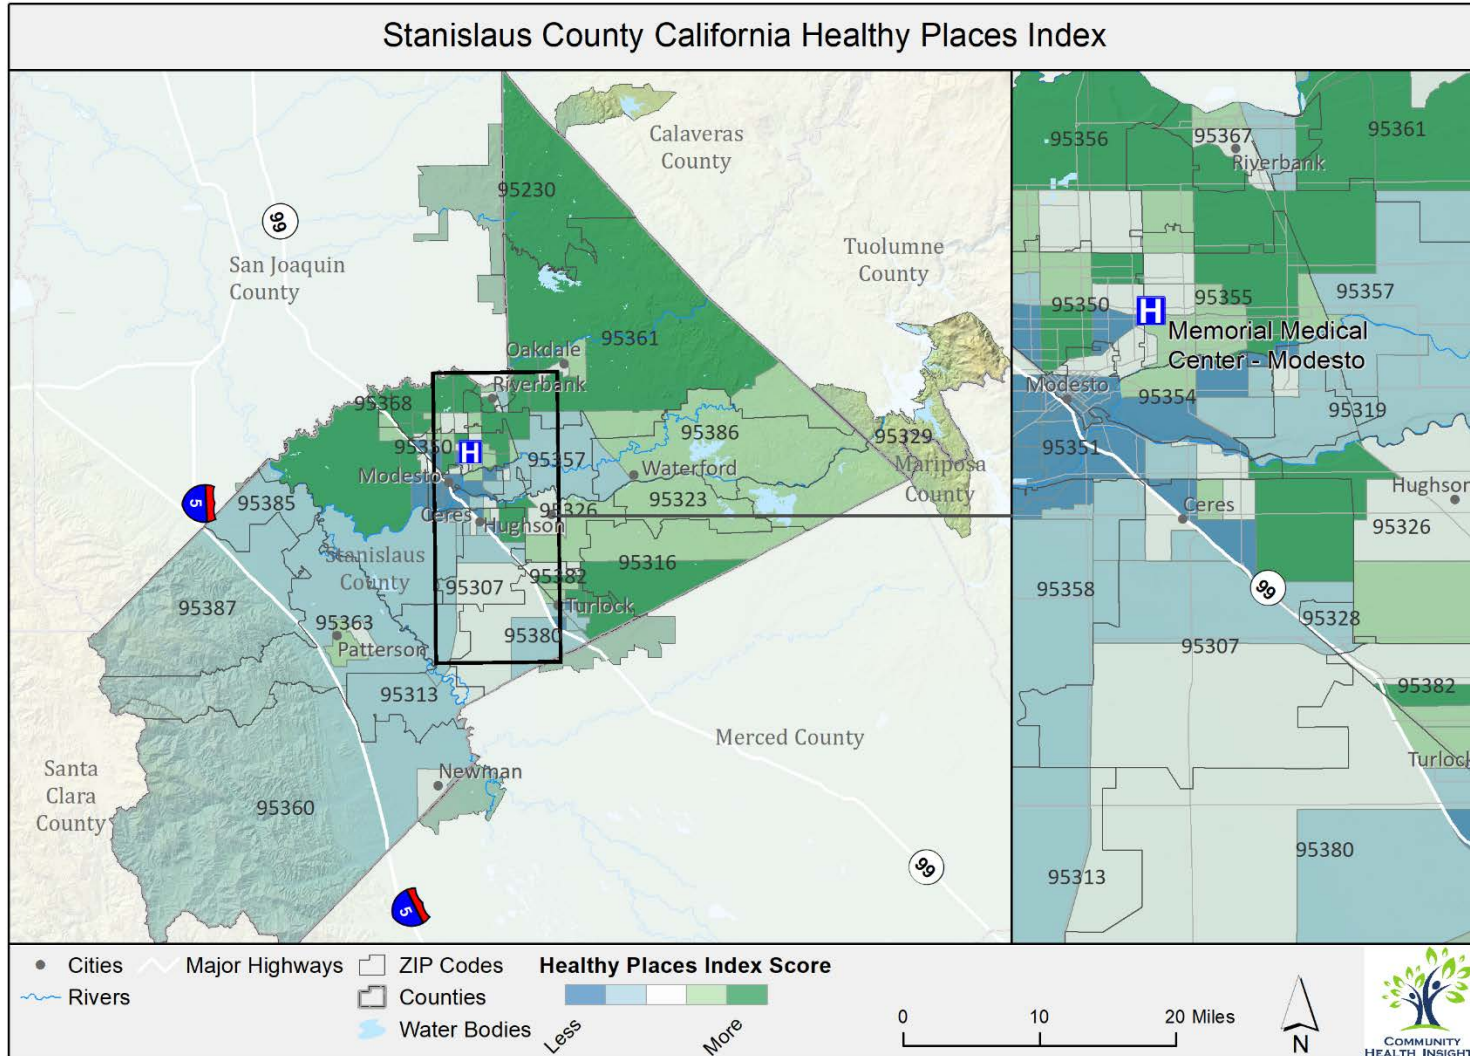 Stanislaus County California Healthy Places Index
Calaveras
County
95230
99
San Joaquin
County
Tuolumne
County
95361
Oakdale
Riverbank
95368
95350
H
95386
95329
Mariposa
County
95357
Modesto
Waterford
5
95385
95323
95326
Ceres
Hughson
Stanislaus
County
95316
95382
95307
95387
Turlock
95363
95380
Patterson
95313
Merced County
Santa
Clara
County
Newman
95360
99
5
95356
95367
95361
Riverbank
95350
95355
95357
H
Memorial Medical
Center - Modesto
Modesto
95354
95319
95351
Hughson
Ceres
95326
95358
99
95328
95307
95382
Turlock
95380
95313
Cities
Major Highways
ZIP Codes
Healthy Places Index Score
Rivers
Counties
Water Bodies
Less
More
0 10 20 Miles
N
COMMUNITY
HEALTH INSIGHT